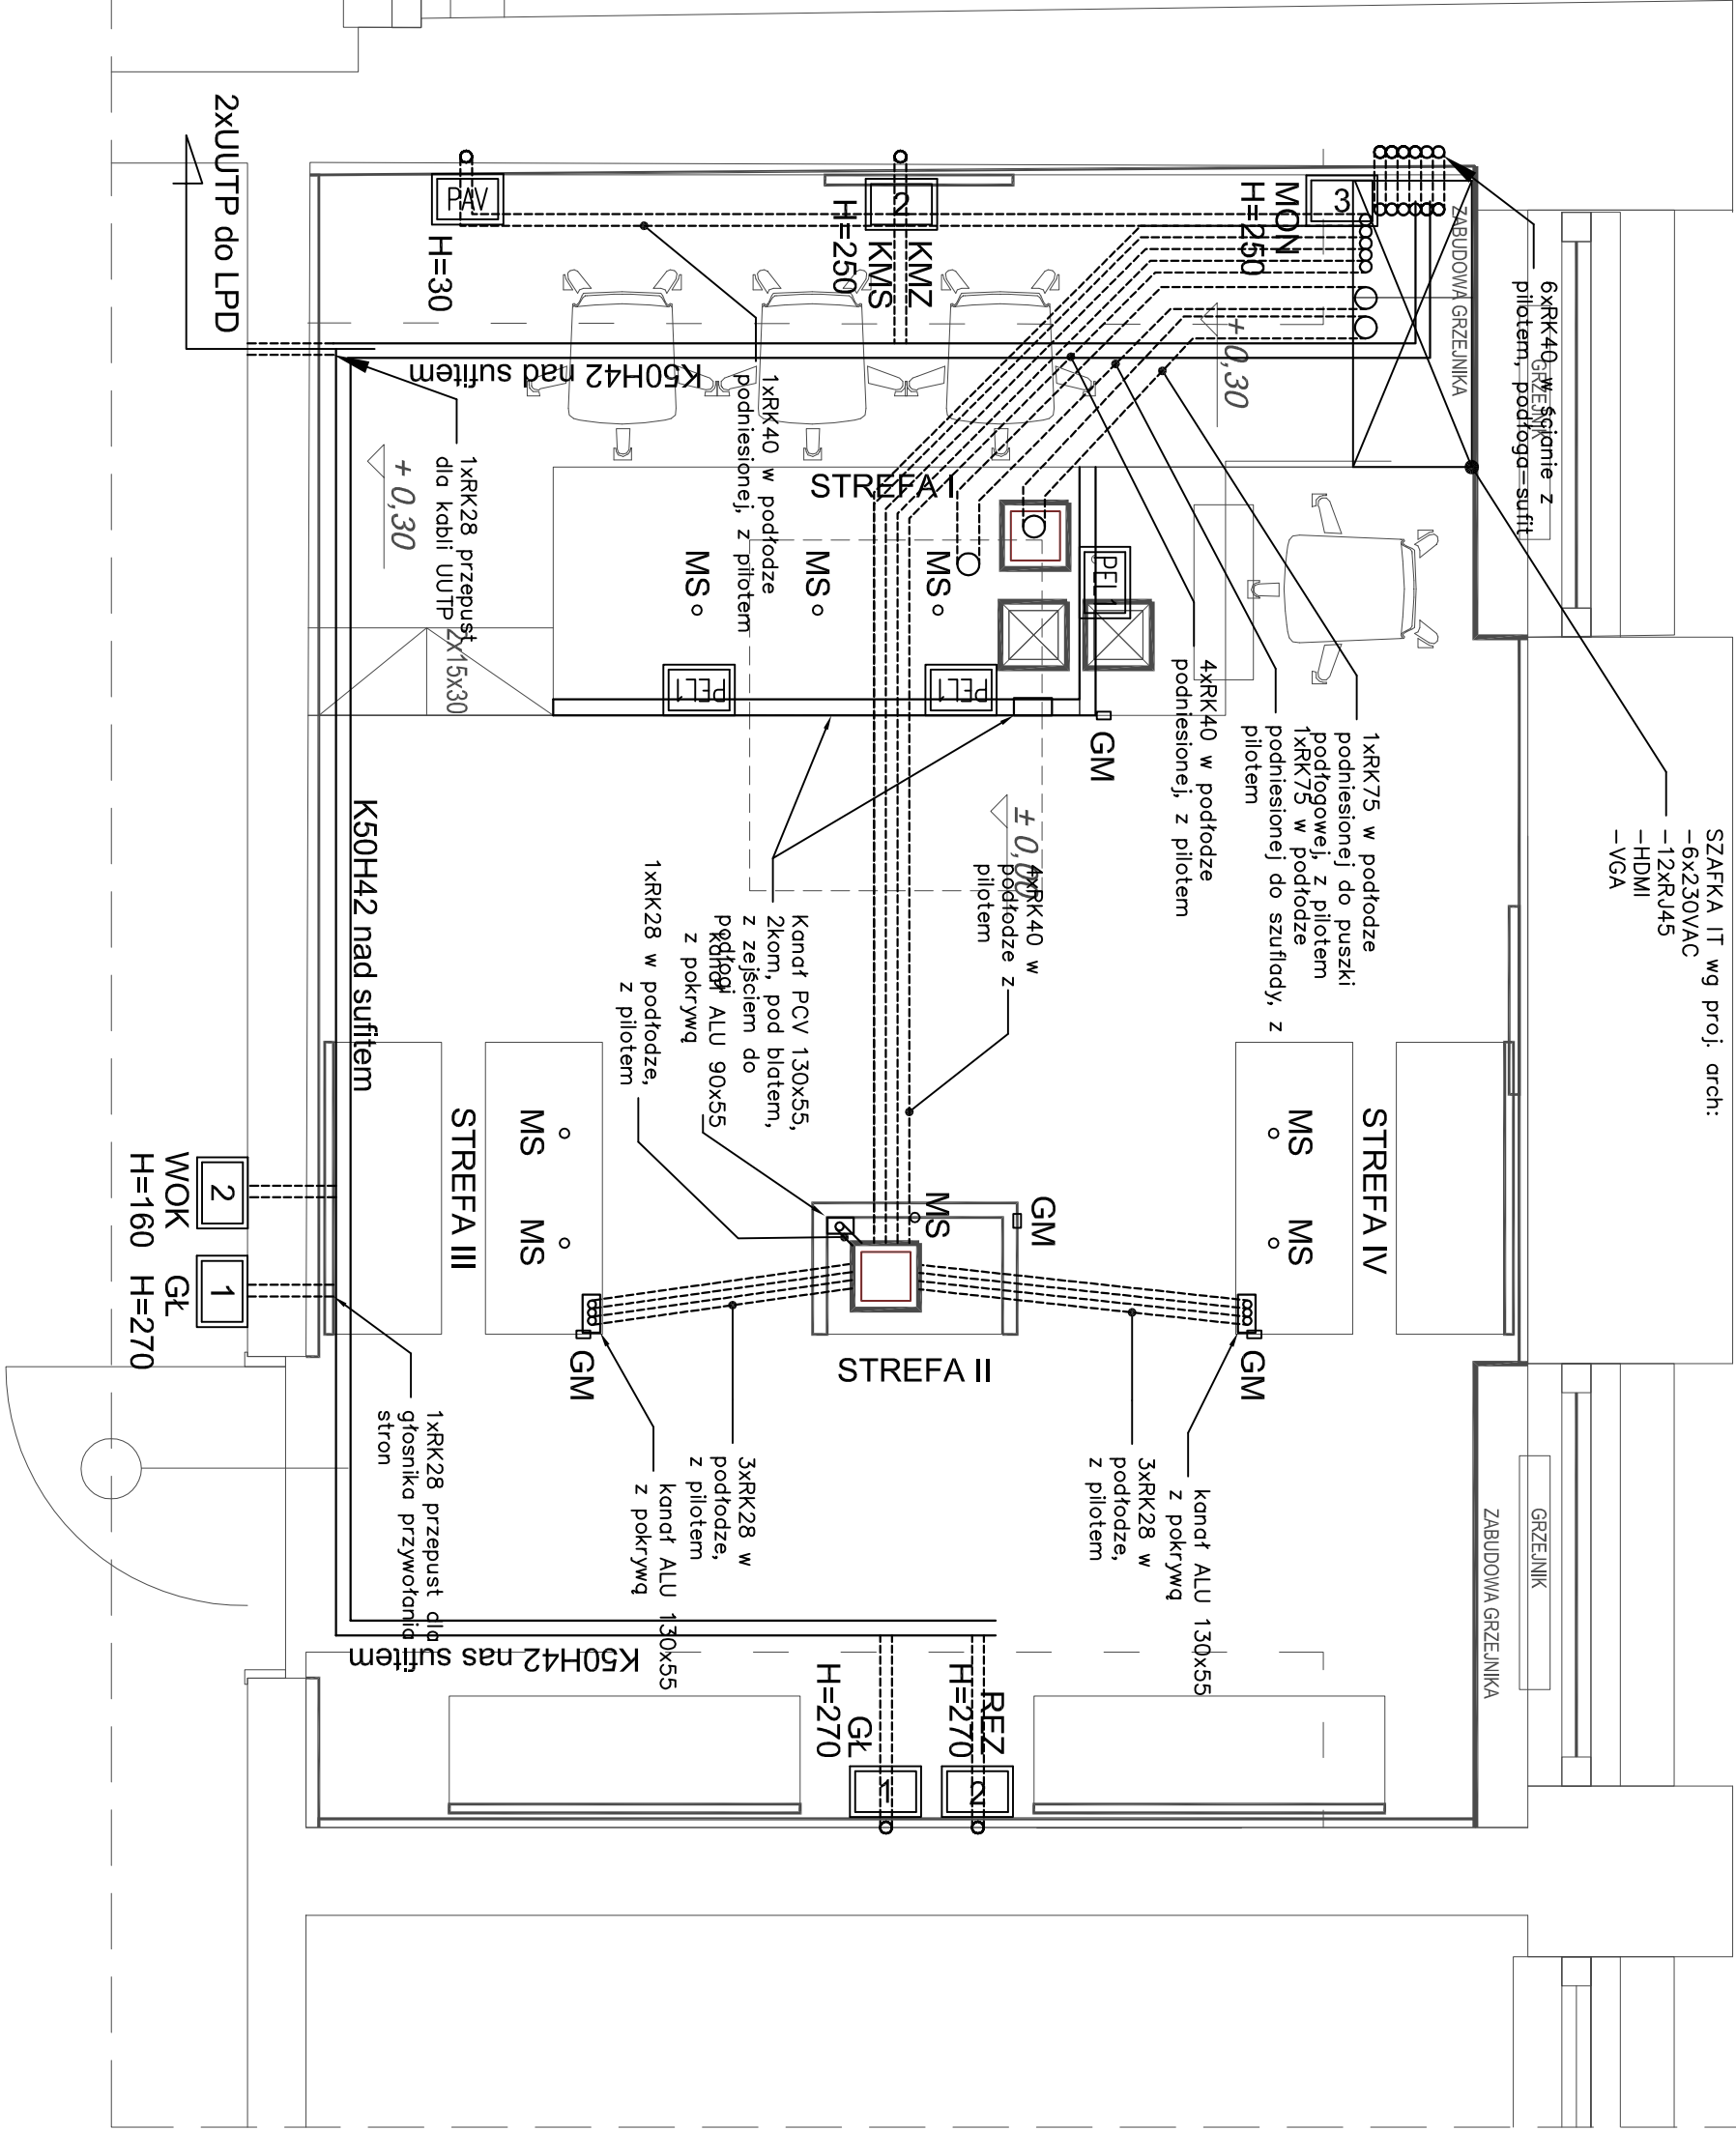 SZAFKA IT wg proj. arch:
-6x230VAC
-12xRJ45
-HDMI
-VGA
6xRK40 w ścianie z
pilotem, podłoga-sufit
GRZEJNIK
ZABUDOWA GRZEJNIKA
3
MON
H=250
+0,30
2
KMZ
KMS
H=250
PAV
H=30
2xUUTP do LPD
K50H42 nad sufitem
1xRK40 w podłodze
podniesionej, z pilotem
1xRK28 przepust
dla kabli UUTP
+0,30
2x15x30
STREFA I
MS
MS
MS
PEL1
PEL1
PEL1
GM
4xRK40 w podłodze
podniesionej, z pilotem
1xRK75 w podłodze
podniesionej do puszki
podłogowej, z pilotem
1xRK75 w podłodze
podniesionej do szuflady, z
pilotem
±0,00
4xRK40 w
podłodze z
pilotem
Kanał PCV 130x55,
2kom, pod blatem,
z zejściem do
podłogi
kanał ALU 90x55
z pokrywą
1xRK28 w podłodze,
z pilotem
K50H42 nad sufitem
STREFA IV
MS
MS
GM
MS
STREFA III
MS
MS
STREFA II
GM
GM
2
WOK
H=160
1
GŁ
H=270
kanał ALU 130x55
z pokrywą
3xRK28 w
podłodze,
z pilotem
3xRK28 w
podłodze,
z pilotem
kanał ALU 130x55
z pokrywą
1xRK28 przepust dla
głosnika przywołania
stron
GRZEJNIK
ZABUDOWA GRZEJNIKA
K50H42 nas sufitem
REZ
H=270
2
GŁ
H=270
1